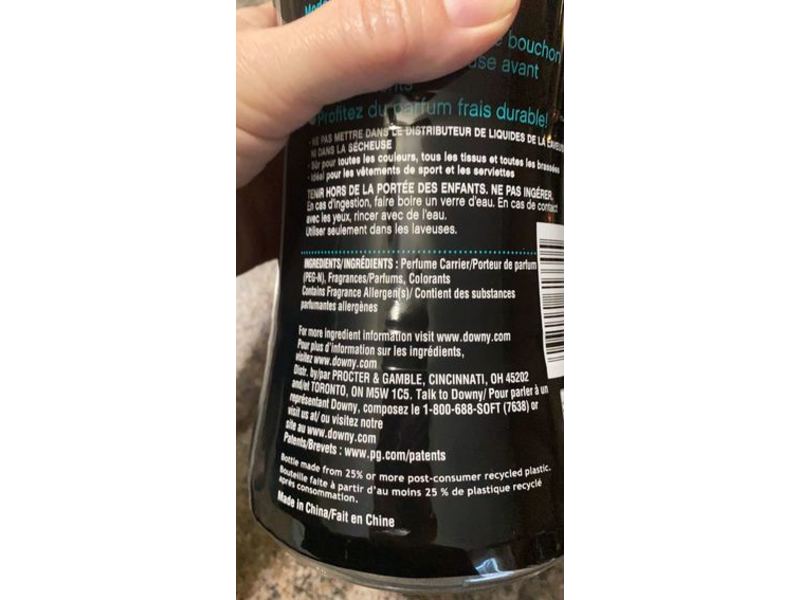 bouchon
use avant
• Profitez du parfum frais durable!
• NE PAS METTRE DANS LE DISTRIBUTEUR DE LIQUIDES DE LA LAVEUSE
NI DANS LA SÉCHEUSE
• Sûr pour toutes les couleurs, tous les tissus et toutes les brassées
• Idéal pour les vêtements de sport et les serviettes
TENIR HORS DE LA PORTÉE DES ENFANTS. NE PAS INGÉRER.
En cas d'ingestion, faire boire un verre d'eau. En cas de contact
avec les yeux, rincer avec de l'eau.
Utiliser seulement dans les laveuses.
INGREDIENTS/INGRÉDIENTS : Perfume Carrier/Porteur de parfum
(PEG-N), Fragrances/Parfums, Colorants
Contains Fragrance Allergen(s)/ Contient des substances
parfumantes allergènes
For more ingredient information visit www.downy.com
Pour plus d'information sur les ingrédients,
visitez www.downy.com
Distr. by/par PROCTER & GAMBLE, CINCINNATI, OH 45202
and/et TORONTO, ON M5W 1C5. Talk to Downy/ Pour parler à un
représentant Downy, composez le 1-800-688-SOFT (7638) or
visit us at/ ou visitez notre
site au www.downy.com
Patents/Brevets : www.pg.com/patents
Bottle made from 25% or more post-consumer recycled plastic.
Bouteille faite à partir d'au moins 25 % de plastique recyclé
après consommation.
Made in China/Fait en Chine